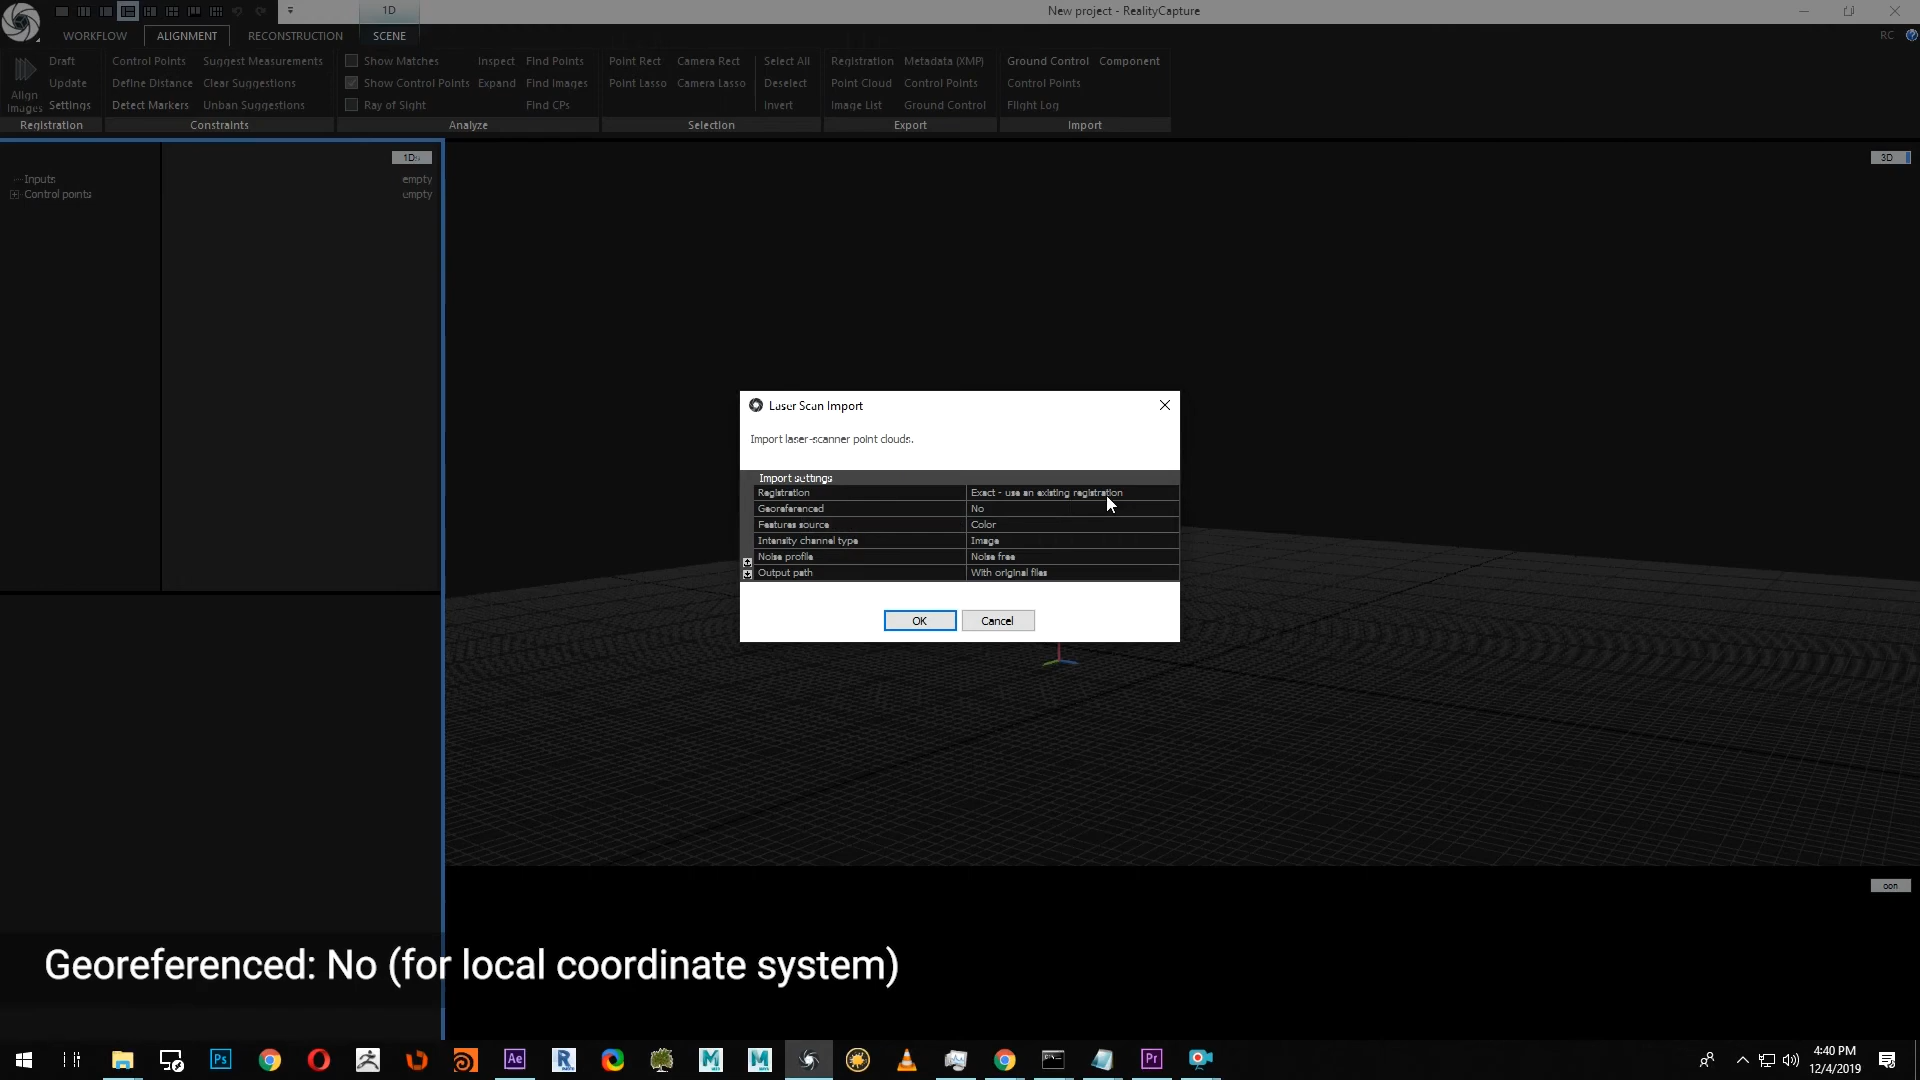 1D
New project - RealityCapture
WORKFLOW
ALIGNMENT
RECONSTRUCTION
SCENE
RC
Align Images
Draft
Update
Settings
Registration
Control Points
Define Distance
Detect Markers
Suggest Measurements
Clear Suggestions
Unban Suggestions
Constraints
Show Matches
Show Control Points
Ray of Sight
Inspect
Expand
Find Points
Find Images
Find CPs
Analyze
Point Rect
Point Lasso
Camera Rect
Camera Lasso
Select All
Deselect
Invert
Selection
Registration
Point Cloud
Image List
Metadata (XMP)
Control Points
Ground Control
Export
Ground Control
Control Points
Flight Log
Component
Import
1Ds
3D
Inputs empty
Control points empty
Laser Scan Import
Import laser-scanner point clouds.
Import settings
Registration Exact - use an existing registration
Georeferenced No
Features source Color
Intensity channel type Image
Noise profile Noise free
Output path With original files
OK Cancel
con
Georeferenced: No (for local coordinate system)
Ps
Ae
R
Pr
4:40 PM
12/4/2019